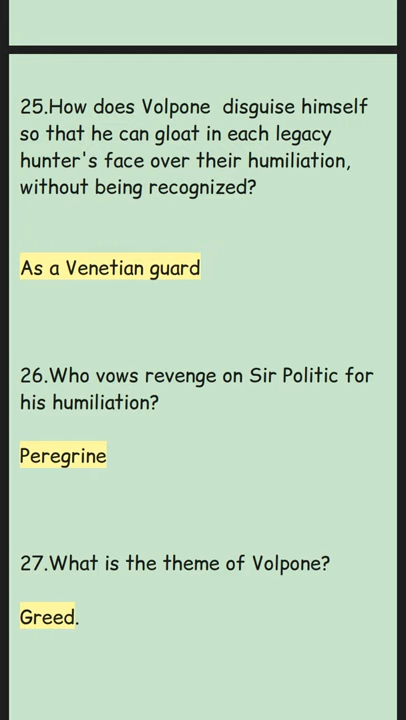 25.How does Volpone disguise himself
so that he can gloat in each legacy
hunter's face over their humiliation,
without being recognized?
As a Venetian guard
26.Who vows revenge on Sir Politic for
his humiliation?
Peregrine
27.What is the theme of Volpone?
Greed.